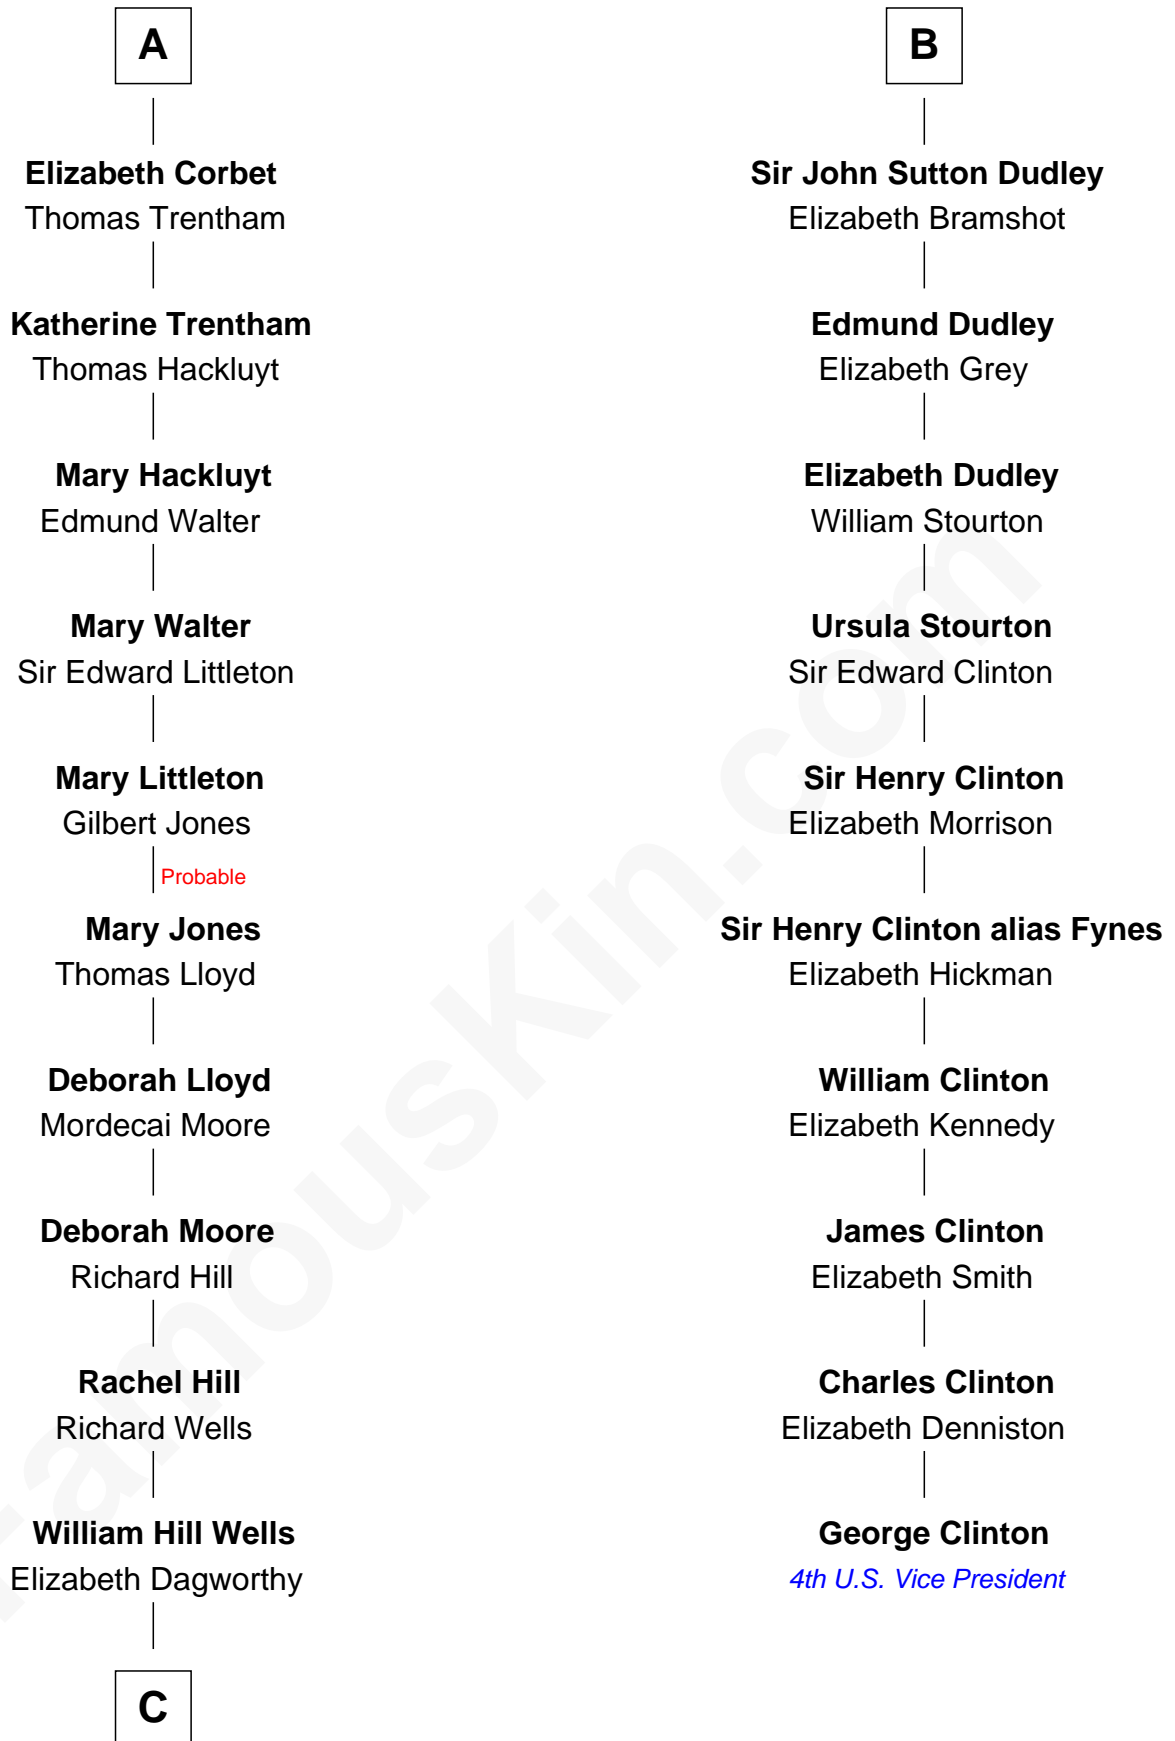 A
Elizabeth Corbet
Thomas Trentham
Katherine Trentham
Thomas Hackluyt
Mary Hackluyt
Edmund Walter
Mary Walter
Sir Edward Littleton
Mary Littleton
Gilbert Jones
Probable
Mary Jones
Thomas Lloyd
Deborah Lloyd
Mordecai Moore
Deborah Moore
Richard Hill
Rachel Hill
Richard Wells
William Hill Wells
Elizabeth Dagworthy
C
B
Sir John Sutton Dudley
Elizabeth Bramshot
Edmund Dudley
Elizabeth Grey
Elizabeth Dudley
William Stourton
Ursula Stourton
Sir Edward Clinton
Sir Henry Clinton
Elizabeth Morrison
Sir Henry Clinton alias Fynes
Elizabeth Hickman
William Clinton
Elizabeth Kennedy
James Clinton
Elizabeth Smith
Charles Clinton
Elizabeth Denniston
George Clinton
4th U.S. Vice President
FamousKin.com